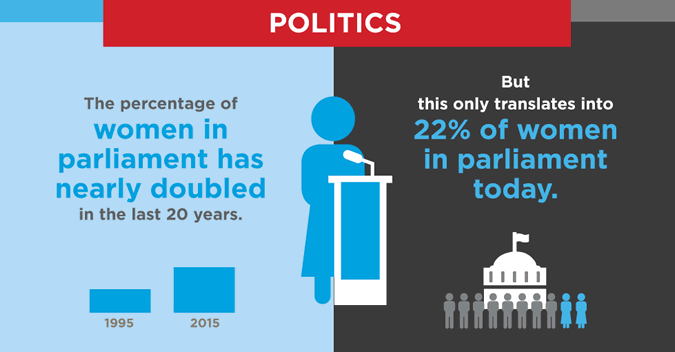 POLITICS
The percentage of
women in
parliament has
nearly doubled
in the last 20 years.
1995
2015
But
this only translates into
22% of women
in parliament
today.